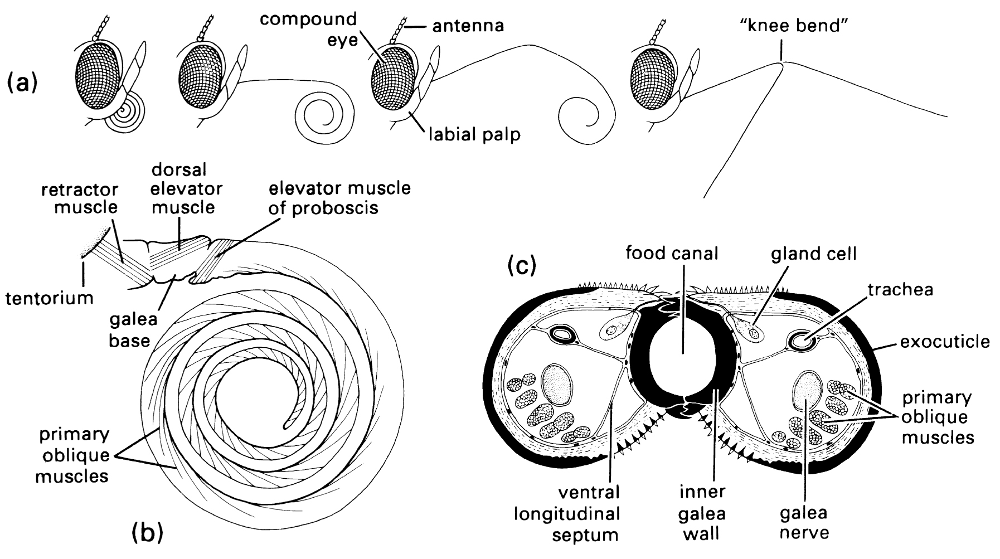 (a)
compound
eye
antenna
labial palp
“knee bend”
retractor
muscle
dorsal
elevator
muscle
elevator muscle
of proboscis
tentorium
galea
base
primary
oblique
muscles
(b)
(c)
food canal
gland cell
trachea
exocuticle
primary
oblique
muscles
ventral
longitudinal
septum
inner
galea
wall
galea
nerve